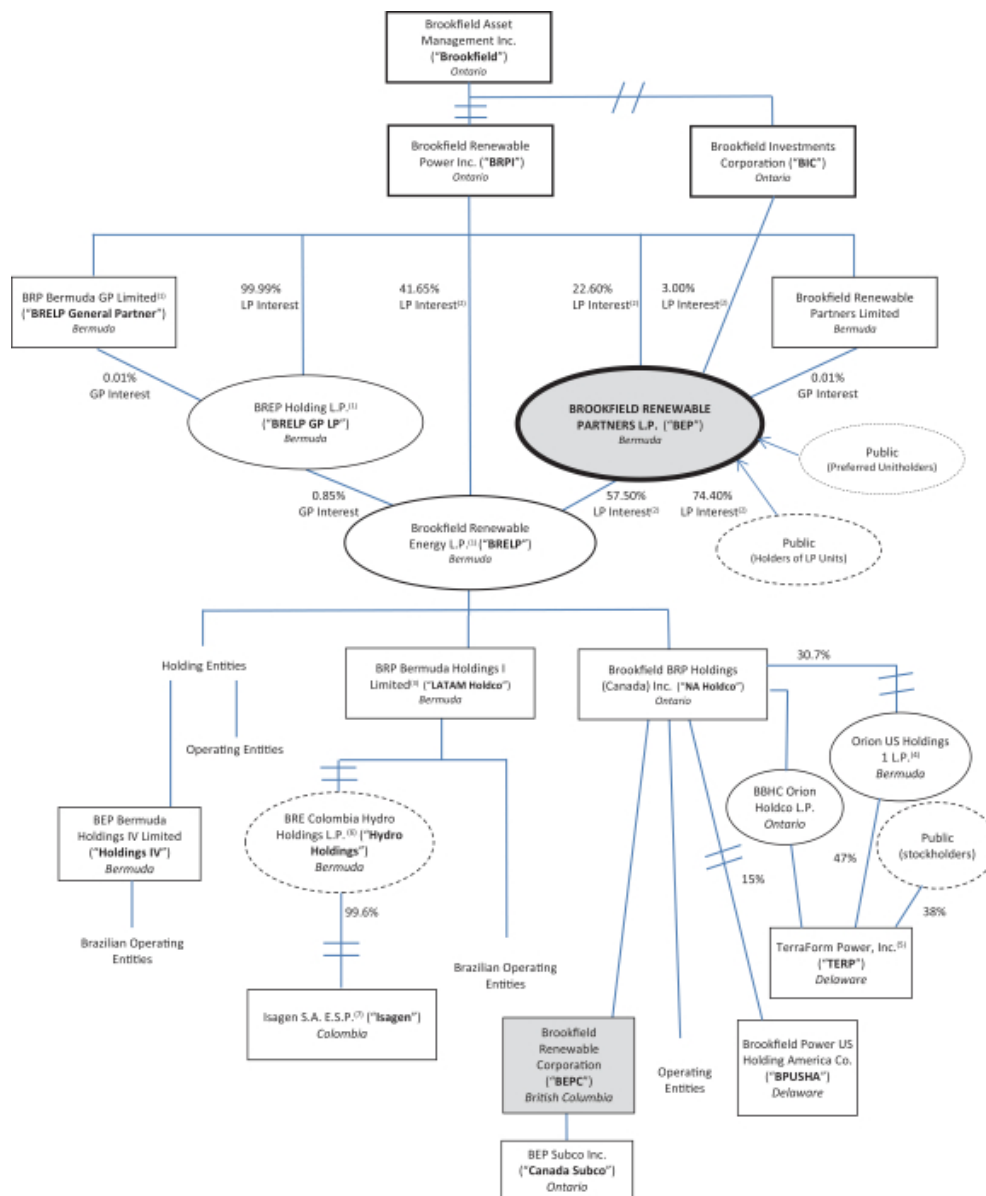 Brookfield Asset
Management Inc.
("Brookfield")
Ontario
Brookfield Renewable
Power Inc. ("BRPI")
Ontario
Brookfield Investments
Corporation ("BIC")
Ontario
BRP Bermuda GP Limited(1)
("BRELP General Partner")
Bermuda
99.99%
LP Interest
41.65%
LP Interest(2)
22.60%
LP Interest(2)
3.00%
LP Interest(2)
Brookfield Renewable
Partners Limited
Bermuda
0.01%
GP Interest
BREP Holding L.P.(1)
("BRELP GP LP")
Bermuda
BROOKFIELD RENEWABLE
PARTNERS L.P. ("BEP")
Bermuda
0.01%
GP Interest
Public
(Preferred Unitholders)
0.85%
GP Interest
Brookfield Renewable
Energy L.P.(1) ("BRELP")
Bermuda
57.50%
LP Interest(2)
74.40%
LP Interest(2)
Public
(Holders of LP Units)
Holding Entities
Operating Entities
BRP Bermuda Holdings I
Limited(3) ("LATAM Holdco")
Bermuda
Brookfield BRP Holdings
(Canada) Inc. ("NA Holdco")
Ontario
30.7%
Orion US Holdings
1 L.P.(4)
Bermuda
BBHC Orion
Holdco L.P.
Ontario
Public
(stockholders)
BEP Bermuda
Holdings IV Limited
("Holdings IV")
Bermuda
BRE Colombia Hydro
Holdings L.P.(6) ("Hydro
Holdings")
Bermuda
15%
47%
38%
99.6%
Brazilian Operating
Entities
Brazilian Operating
Entities
TerraForm Power, Inc.(5)
("TERP")
Delaware
Isagen S.A. E.S.P.(7) ("Isagen")
Colombia
Brookfield
Renewable
Corporation
("BEPC")
British Columbia
Operating
Entities
Brookfield Power US
Holding America Co.
("BPUSHA")
Delaware
BEP Subco Inc.
("Canada Subco")
Ontario